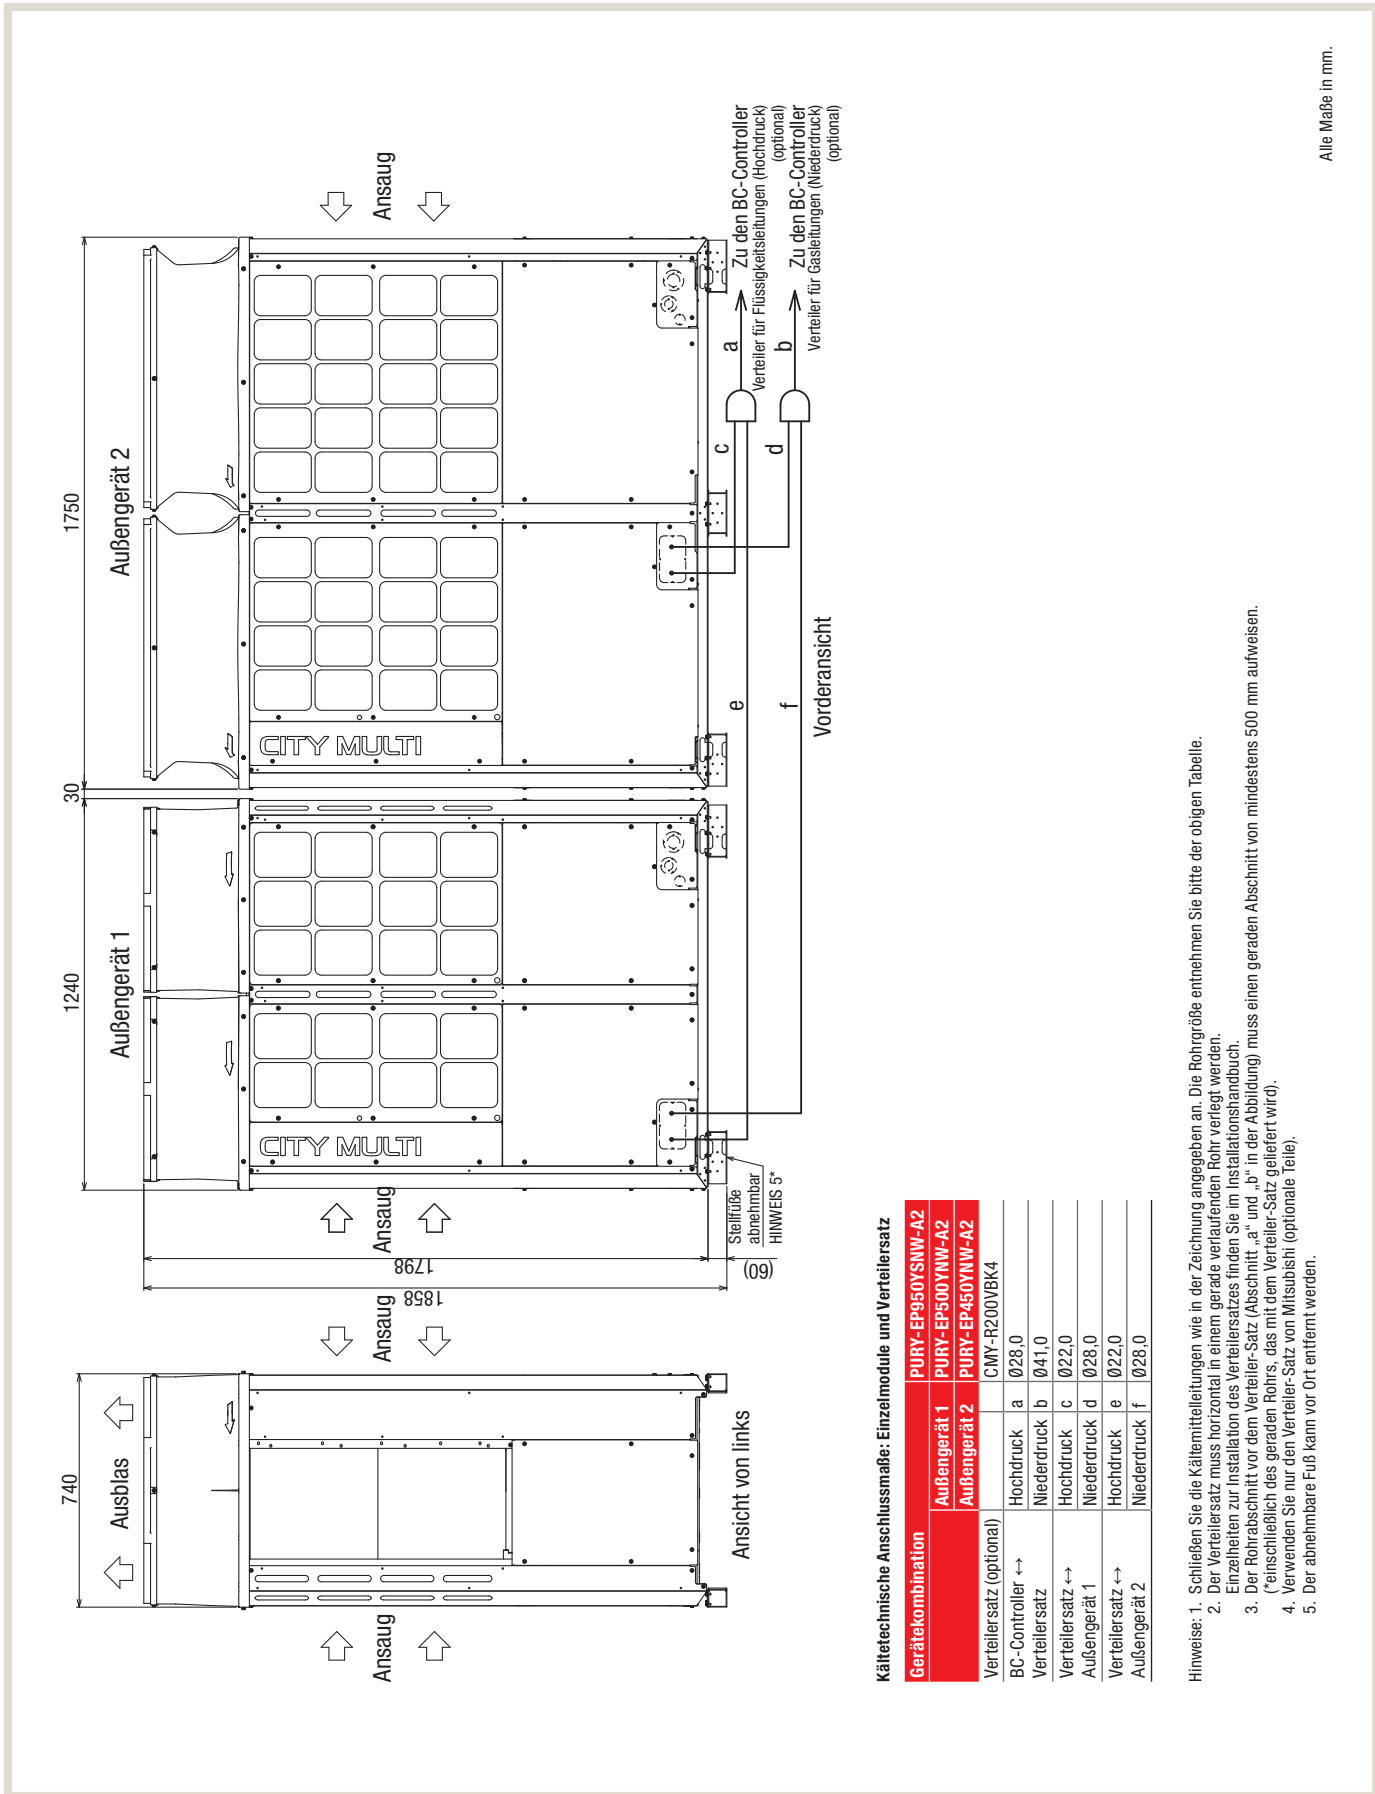 1240
30
1750
Außengerät 1
Außengerät 2
740
Ausblas
Ansaug
Ansaug
Ansaug
Ansaug
1858
1798
(60)
CITY MULTI
CITY MULTI
Stellfüße
abnehmbar
HINWEIS 5*
e
f
c
d
a
b
Zu den BC-Controller
Verteiler für Flüssigkeitsleitungen (Hochdruck)
(optional)
Zu den BC-Controller
Verteiler für Gasleitungen (Niederdruck)
(optional)
Ansicht von links
Vorderansicht
Kältetechnische Anschlussmaße: Einzelmodule und Verteilersatz
Gerätekombination PURY-EP950YSNW-A2
Außengerät 1 PURY-EP500YNW-A2
Außengerät 2 PURY-EP450YNW-A2
Verteilersatz (optional) CMY-R200VBK4
BC-Controller ↔ Hochdruck a Ø28,0
Verteilersatz Niederdruck b Ø41,0
Verteilersatz ↔ Hochdruck c Ø22,0
Außengerät 1 Niederdruck d Ø28,0
Verteilersatz ↔ Hochdruck e Ø22,0
Außengerät 2 Niederdruck f Ø28,0
Hinweise: 1. Schließen Sie die Kältemittelleitungen wie in der Zeichnung angegeben an. Die Rohrgröße entnehmen Sie bitte der obigen Tabelle.
2. Der Verteilersatz muss horizontal in einem gerade verlaufenden Rohr verlegt werden.
Einzelheiten zur Installation des Verteilersatzes finden Sie im Installationshandbuch.
3. Der Rohrabschnitt vor dem Verteiler-Satz (Abschnitt „a“ und „b“ in der Abbildung) muss einen geraden Abschnitt von mindestens 500 mm aufweisen.
(*einschließlich des geraden Rohrs, das mit dem Verteiler-Satz geliefert wird).
4. Verwenden Sie nur den Verteiler-Satz von Mitsubishi (optionale Teile).
5. Der abnehmbare Fuß kann vor Ort entfernt werden.
Alle Maße in mm.